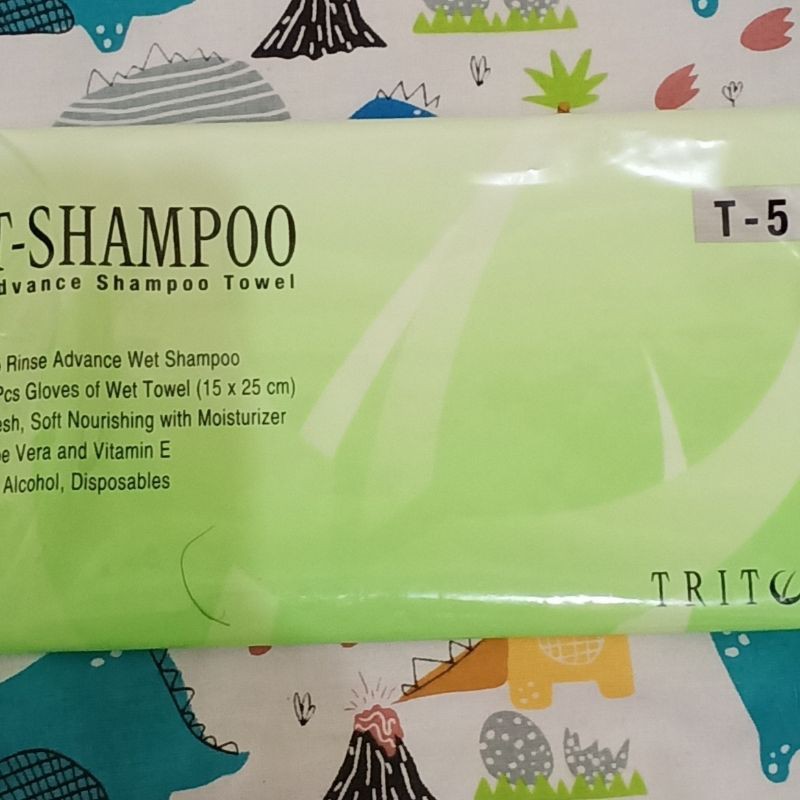 T-SHAMPOO
dvance Shampoo Towel
T-5
Rinse Advance Wet Shampoo
Pcs Gloves of Wet Towel (15 x 25 cm)
esh, Soft Nourishing with Moisturizer
e Vera and Vitamin E
Alcohol, Disposables
TRIT